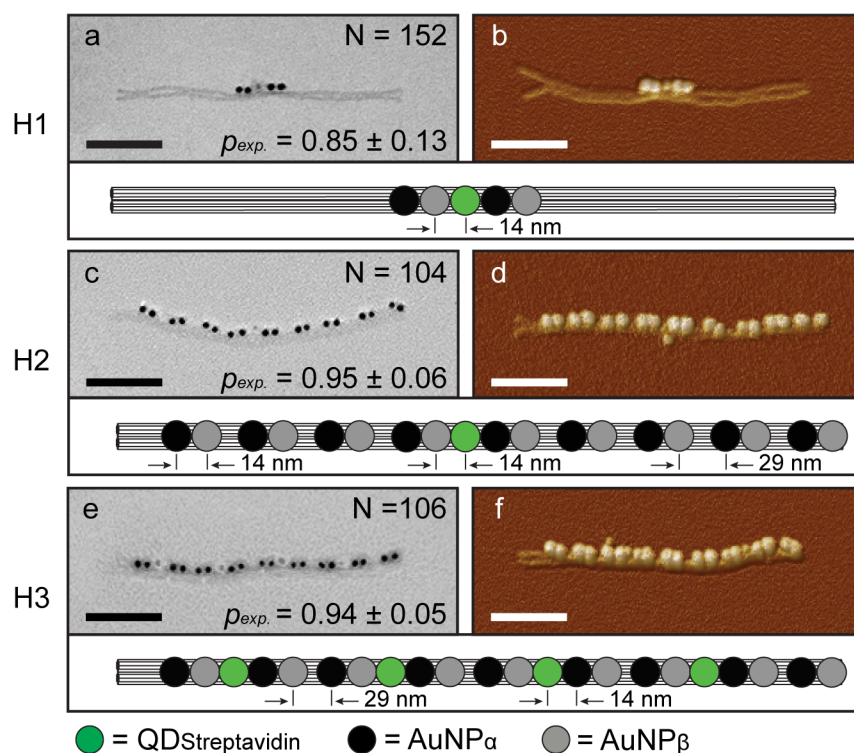 H1
a
N = 152
pexp. = 0.85 ± 0.13
b
14 nm
H2
c
N = 104
pexp. = 0.95 ± 0.06
d
14 nm
14 nm
29 nm
H3
e
N =106
pexp. = 0.94 ± 0.05
f
29 nm
14 nm
= QDStreptavidin = AuNPα = AuNPβ